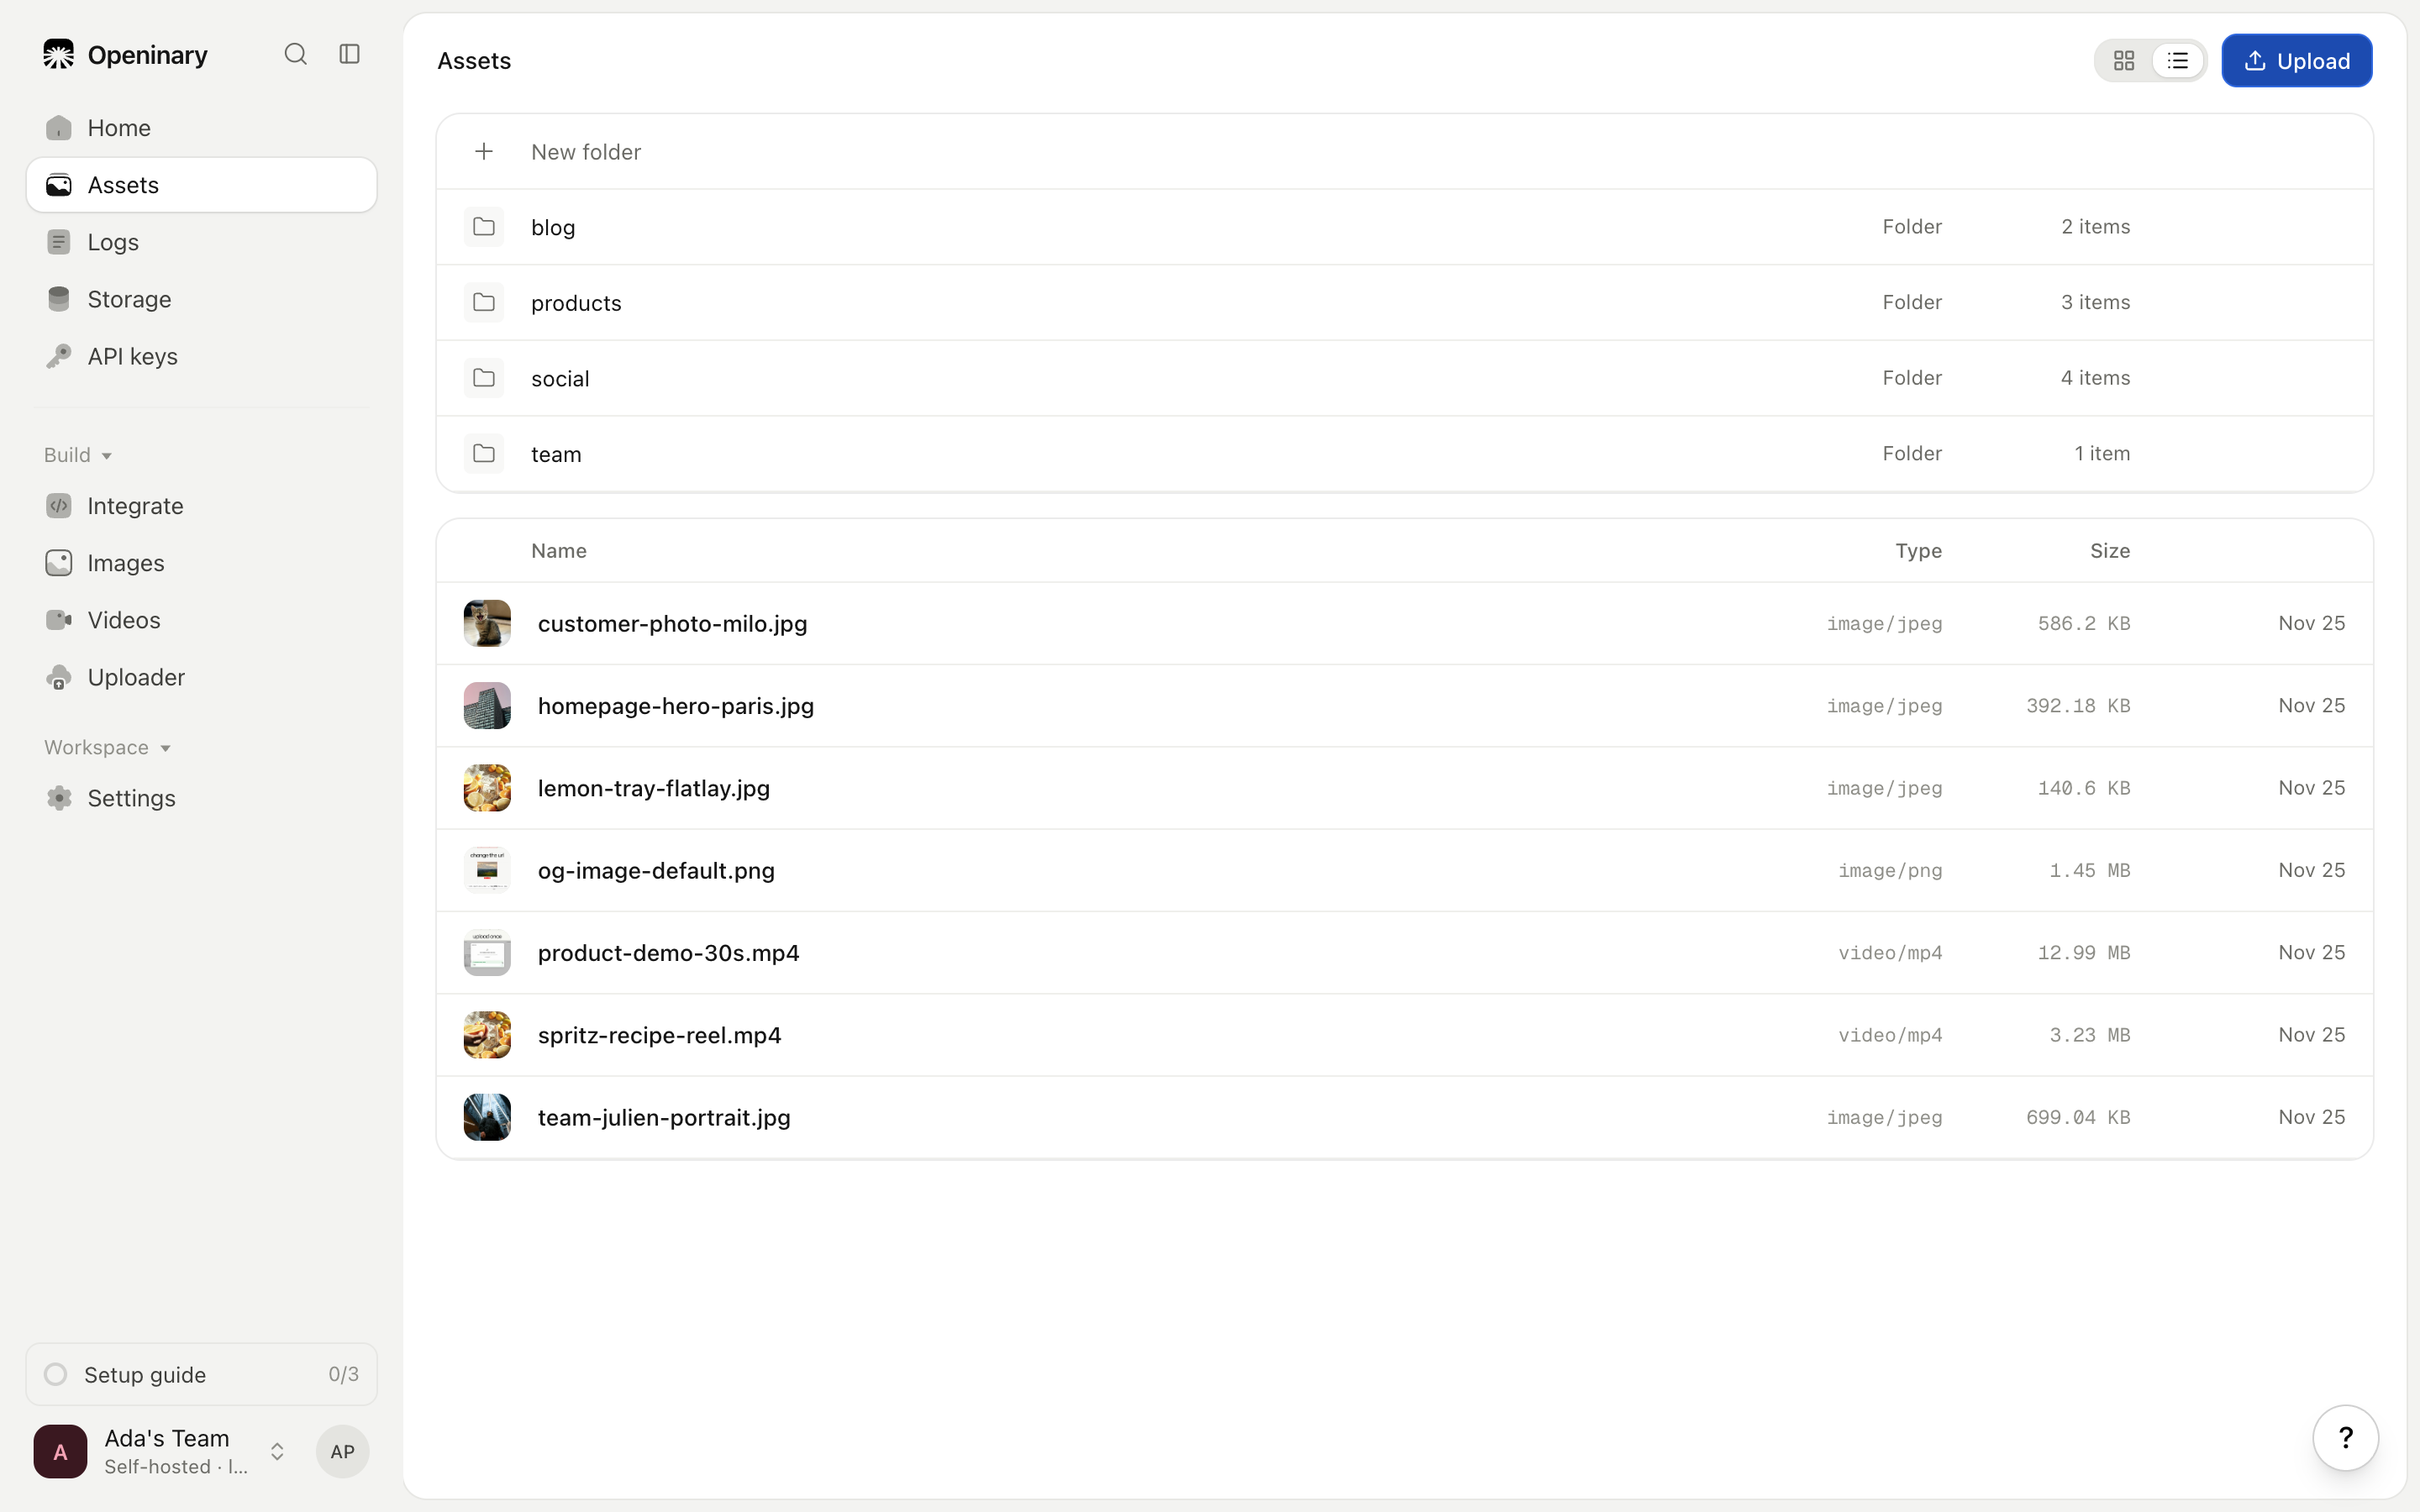 Openinary
Home
Assets
Logs
Storage
API keys
Build
Integrate
Images
Videos
Uploader
Workspace
Settings
Setup guide 0/3
A
Ada's Team
Self-hosted · l...
AP
Assets
Upload
New folder
blog Folder 2 items
products Folder 3 items
social Folder 4 items
team Folder 1 item
Name Type Size
customer-photo-milo.jpg image/jpeg 586.2 KB Nov 25
homepage-hero-paris.jpg image/jpeg 392.18 KB Nov 25
lemon-tray-flatlay.jpg image/jpeg 140.6 KB Nov 25
change the url
og-image-default.png image/png 1.45 MB Nov 25
upload once
product-demo-30s.mp4 video/mp4 12.99 MB Nov 25
spritz-recipe-reel.mp4 video/mp4 3.23 MB Nov 25
team-julien-portrait.jpg image/jpeg 699.04 KB Nov 25
?